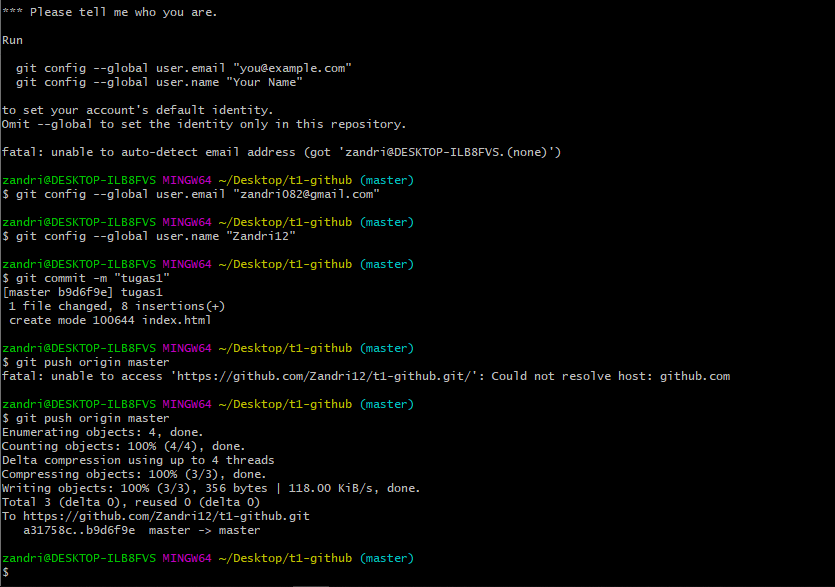 *** Please tell me who you are.
Run
git config --global user.email "you@example.com"
git config --global user.name "Your Name"
to set your account's default identity.
Omit --global to set the identity only in this repository.
fatal: unable to auto-detect email address (got 'zandri@DESKTOP-ILB8FVS.(none)')
zandri@DESKTOP-ILB8FVS MINGW64 ~/Desktop/t1-github (master)
$ git config --global user.email "zandri082@gmail.com"
zandri@DESKTOP-ILB8FVS MINGW64 ~/Desktop/t1-github (master)
$ git config --global user.name "Zandri12"
zandri@DESKTOP-ILB8FVS MINGW64 ~/Desktop/t1-github (master)
$ git commit -m "tugas1"
[master b9d6f9e] tugas1
1 file changed, 8 insertions(+)
create mode 100644 index.html
zandri@DESKTOP-ILB8FVS MINGW64 ~/Desktop/t1-github (master)
$ git push origin master
fatal: unable to access 'https://github.com/Zandri12/t1-github.git/': Could not resolve host: github.com
zandri@DESKTOP-ILB8FVS MINGW64 ~/Desktop/t1-github (master)
$ git push origin master
Enumerating objects: 4, done.
Counting objects: 100% (4/4), done.
Delta compression using up to 4 threads
Compressing objects: 100% (3/3), done.
Writing objects: 100% (3/3), 356 bytes | 118.00 KiB/s, done.
Total 3 (delta 0), reused 0 (delta 0)
To https://github.com/Zandri12/t1-github.git
a31758c..b9d6f9e  master -> master
zandri@DESKTOP-ILB8FVS MINGW64 ~/Desktop/t1-github (master)
$